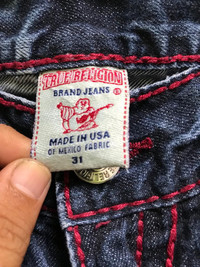 TRUE RELIGION
BRAND JEANS ®
MADE IN USA
OF MEXICO FABRIC
31